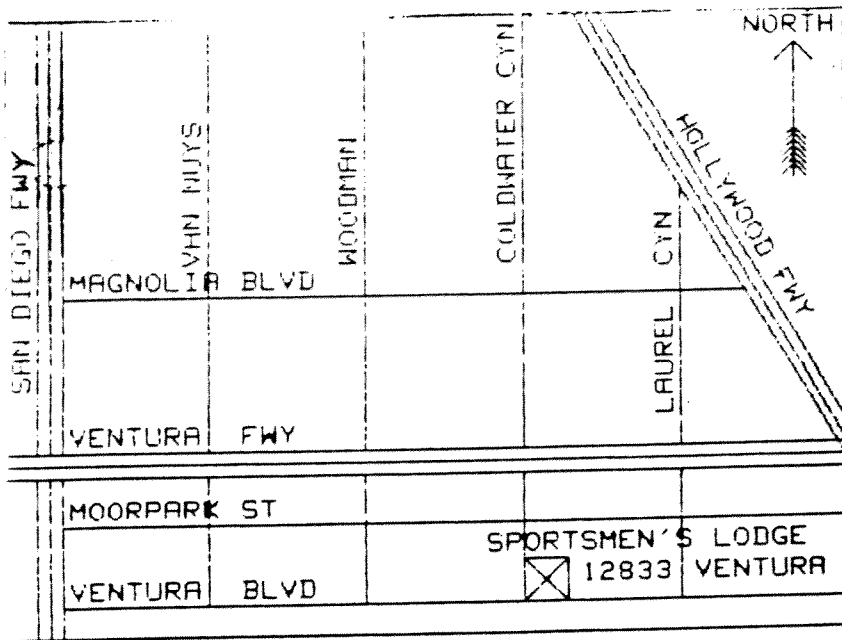 NORTH
SAN DIEGO FWY
VAN NUYS
WOODMAN
COLDWATER CYN
LAUREL CYN
HOLLYWOOD FWY
MAGNOLIA BLVD
VENTURA FWY
MOORPARK ST
SPORTSMEN'S LODGE
12833 VENTURA
VENTURA BLVD